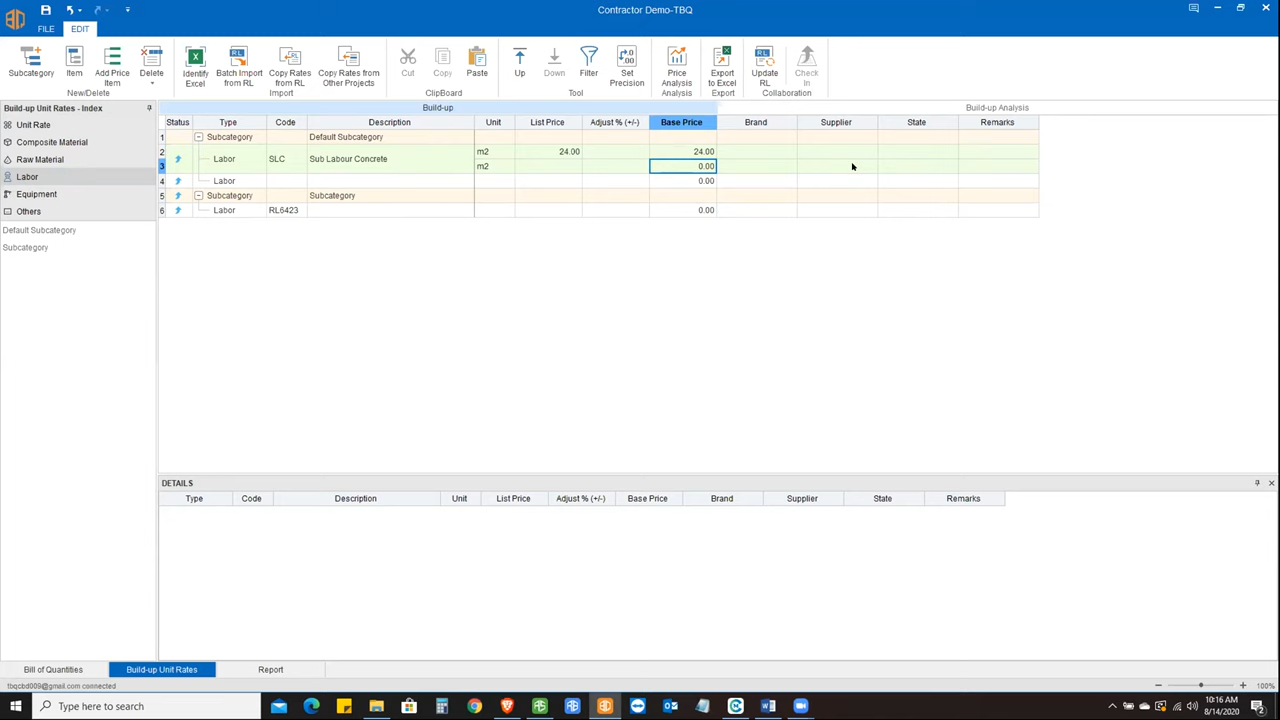 Contractor Demo-TBQ
FILE EDIT
Subcategory Item Add Price Item Delete Identify Excel Batch Import from RL Copy Rates from RL Copy Rates from Other Projects Cut Copy Paste Up Down Filter Set Precision Price Analysis Export to Excel Update RL Check In
New/Delete Import ClipBoard Tool Analysis Export Collaboration
Build-up Unit Rates - Index
Unit Rate
Composite Material
Raw Material
Labor
Equipment
Others
Default Subcategory
Subcategory
Build-up Build-up Analysis
Status Type Code Description Unit List Price Adjust % (+/-) Base Price Brand Supplier State Remarks
1 Subcategory Default Subcategory
2 Labor SLC Sub Labour Concrete m2 24.00 24.00
3 m2 0.00
4 Labor 0.00
5 Subcategory Subcategory
6 Labor RL6423 0.00
DETAILS
Type Code Description Unit List Price Adjust % (+/-) Base Price Brand Supplier State Remarks
Bill of Quantities Build-up Unit Rates Report
tbqcbd009@gmail.com connected 100%
Type here to search
10:16 AM
8/14/2020
2